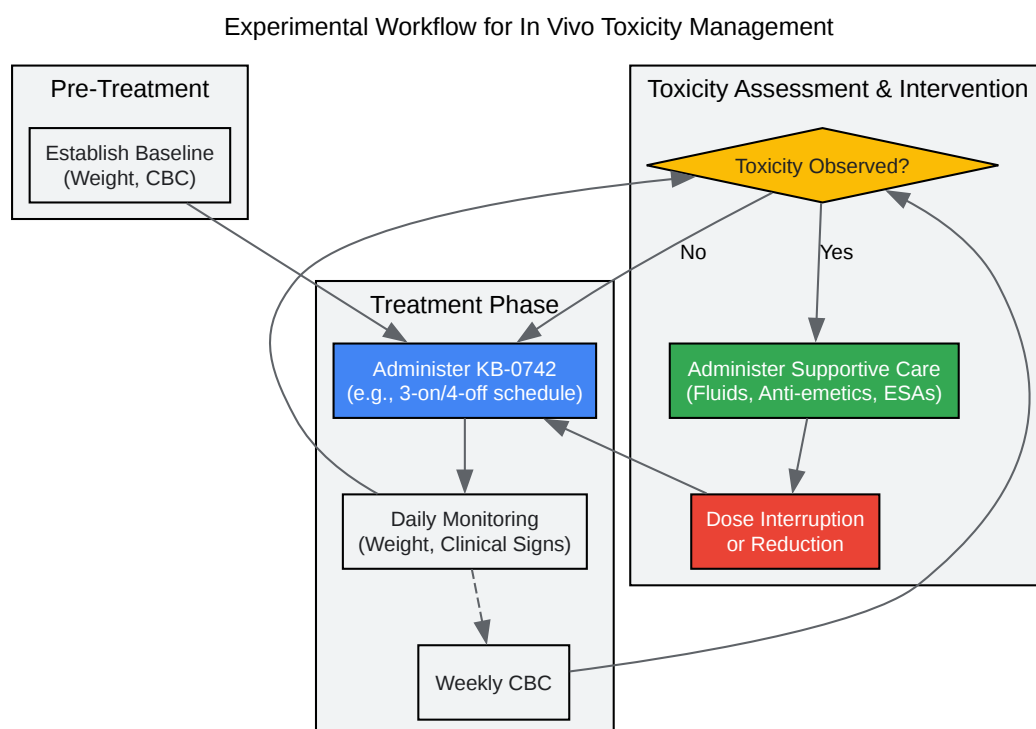 Experimental Workflow for In Vivo Toxicity Management
Pre-Treatment
Establish Baseline
(Weight, CBC)
Toxicity Assessment & Intervention
Toxicity Observed?
No
Yes
Treatment Phase
Administer KB-0742
(e.g., 3-on/4-off schedule)
Administer Supportive Care
(Fluids, Anti-emetics, ESAs)
Daily Monitoring
(Weight, Clinical Signs)
Dose Interruption
or Reduction
Weekly CBC